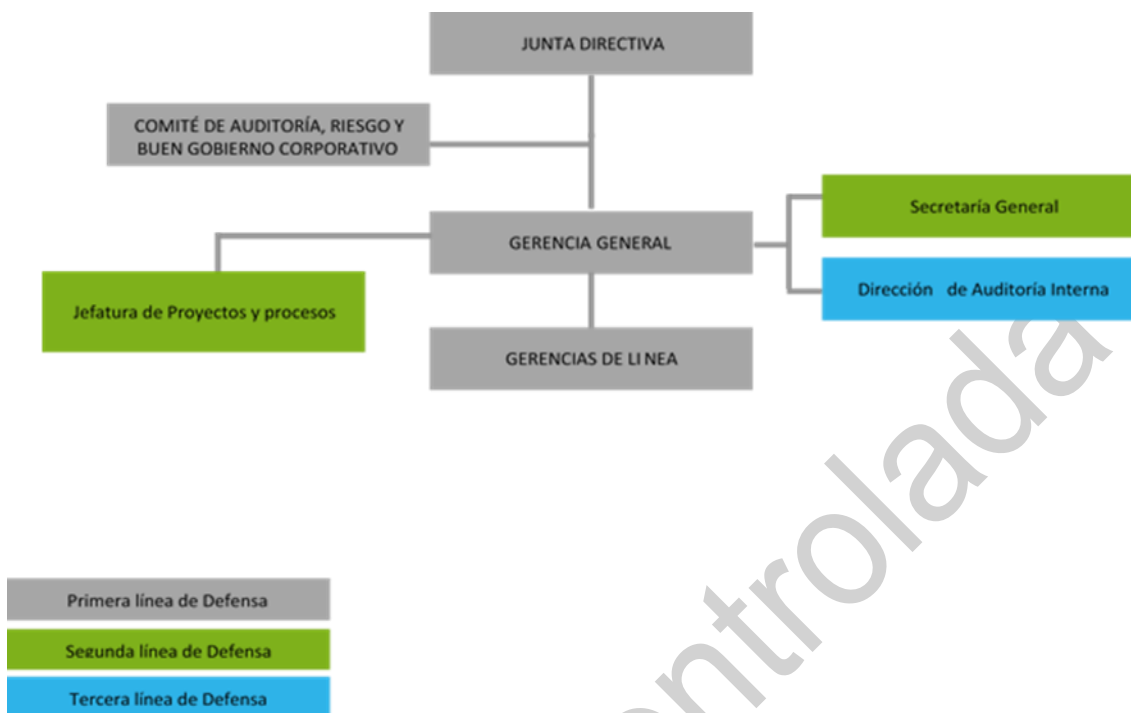 JUNTA DIRECTIVA
COMITÉ DE AUDITORÍA, RIESGO Y
BUEN GOBIERNO CORPORATIVO
Secretaría General
GERENCIA GENERAL
Dirección de Auditoría Interna
Jefatura de Proyectos y procesos
GERENCIAS DE LI NEA
Primera línea de Defensa
Segunda línea de Defensa
Tercera línea de Defensa
ntrolada